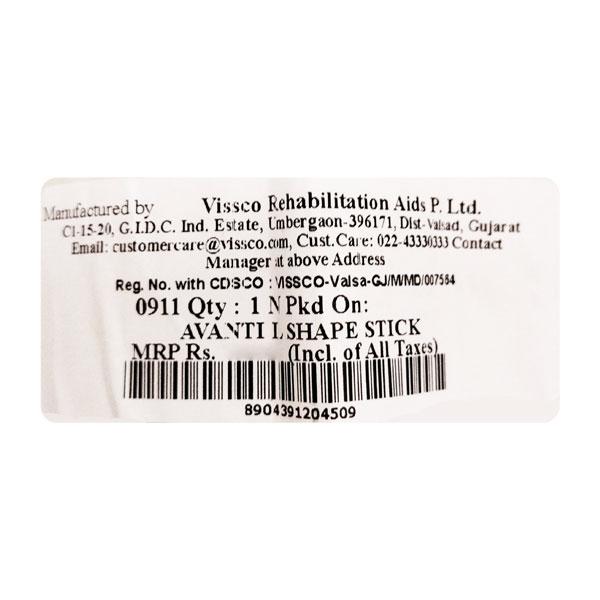 Manufactured by Vissco Rehabilitation Aids P. Ltd.
C1-15-20, G.I.D.C. Ind. Estate, Umbergaon-396171, Dist-Valsad, Gujarat
Email: customercare@vissco.com, Cust.Care: 022-43330333 Contact
Manager at above Address
Reg. No. with CDSCO : VISSCO-Valsa-GJ/M/MD/007564
0911 Qty : 1 N Pkd On:
AVANTI L SHAPE STICK
MRP Rs. (Incl. of All Taxes)
8904391204509